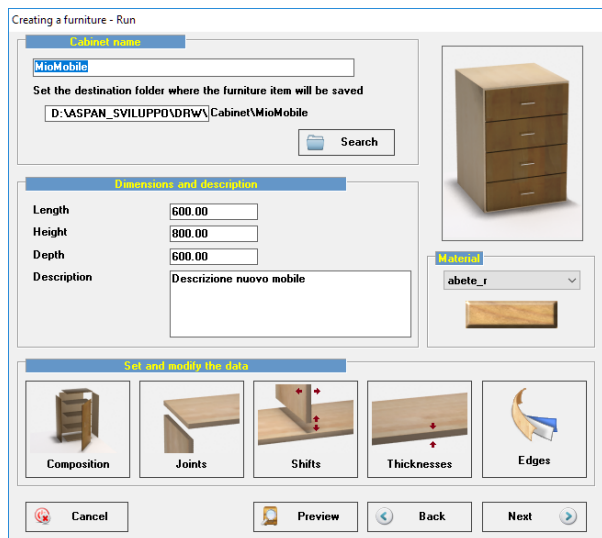 Creating a furniture - Run
Cabinet name
MioMobile
Set the destination folder where the furniture item will be saved
D:\ASPAN_SVILUPPO\DRW\ Cabinet\MioMobile
Search
Dimensions and description
Length 600.00
Height 800.00
Depth 600.00
Description Descrizione nuovo mobile
Material
abete_r
Set and modify the data
Composition Joints Shifts Thicknesses Edges
Cancel Preview Back Next